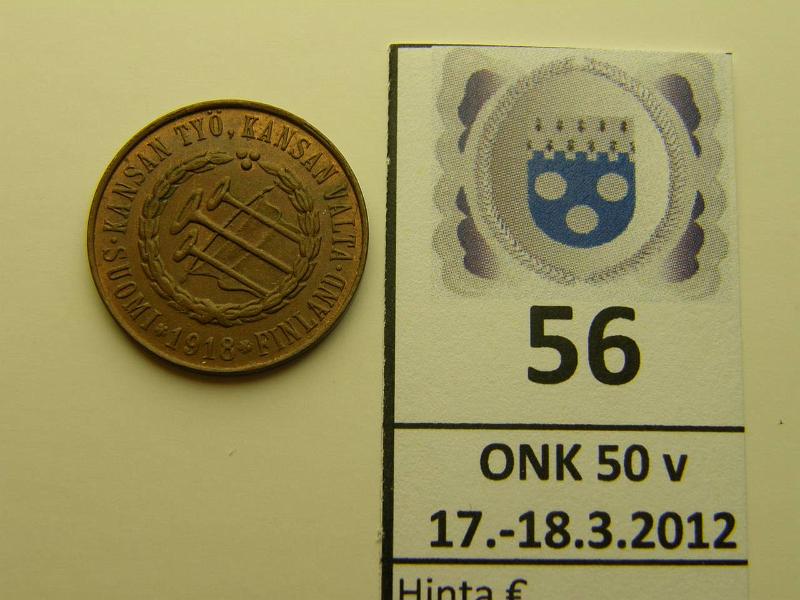 KANSAN TYÖ, KANSAN VALTA · SUOMI
*1918* FINLAND
56
ONK 50 v
17.-18.3.2012
Hinta €